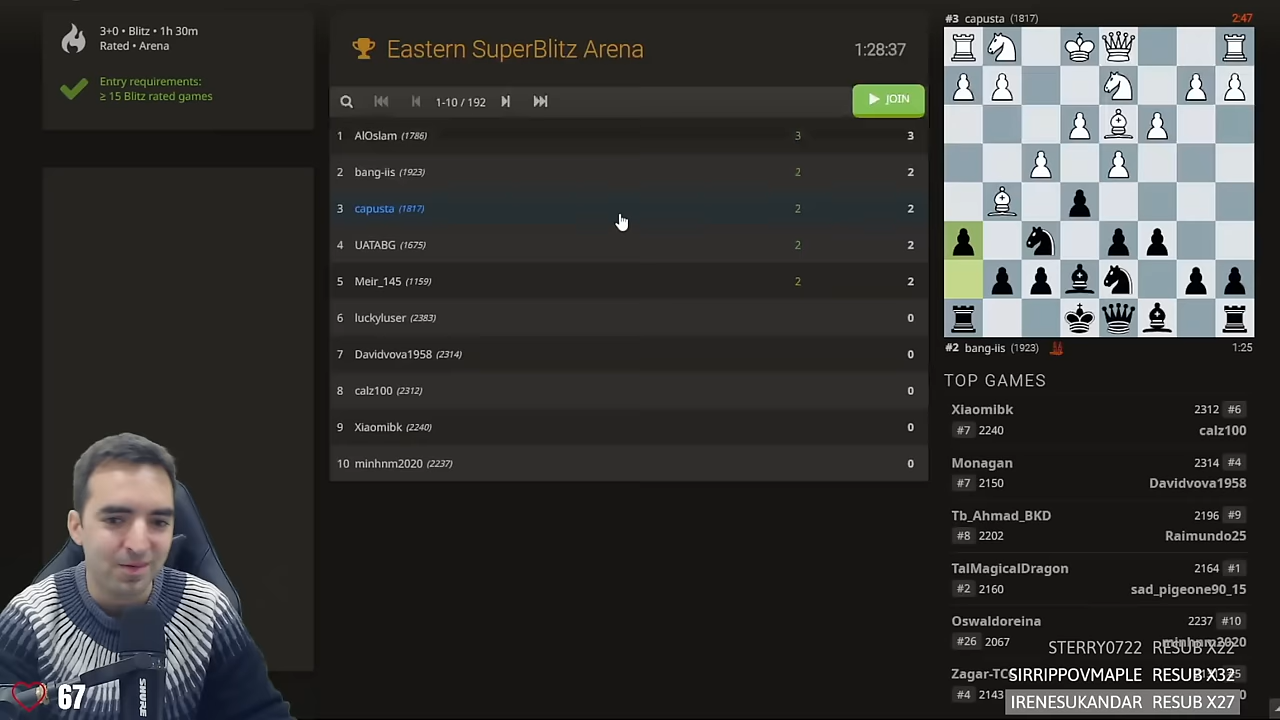 3+0 • Blitz • 1h 30m
Rated • Arena
Entry requirements:
≥ 15 Blitz rated games
Eastern SuperBlitz Arena
1:28:37
1-10 / 192
JOIN
1 AlOslam (1786) 3 3
2 bang-iis (1923) 2 2
3 capusta (1817) 2 2
4 UATABG (1675) 2 2
5 Meir_145 (1159) 2 2
6 luckyluser (2383) 0
7 Davidvova1958 (2314) 0
8 calz100 (2312) 0
9 Xiaomibk (2240) 0
10 minhnm2020 (2237) 0
#3 capusta (1817) 2:47
#2 bang-iis (1923) 1:25
TOP GAMES
Xiaomibk 2312 #6
#7 2240 calz100
Monagan 2314 #4
#7 2150 Davidvova1958
Tb_Ahmad_BKD 2196 #9
#8 2202 Raimundo25
TalMagicalDragon 2164 #1
#2 2160 sad_pigeone90_15
Oswaldoreina 2237 #10
#26 2067 minhnm2020
STERRY0722 RESUB X22
SIRRIPPOVMAPLE RESUB X32
#4 2143
IRENESUKANDAR RESUB X27
SHURE
67